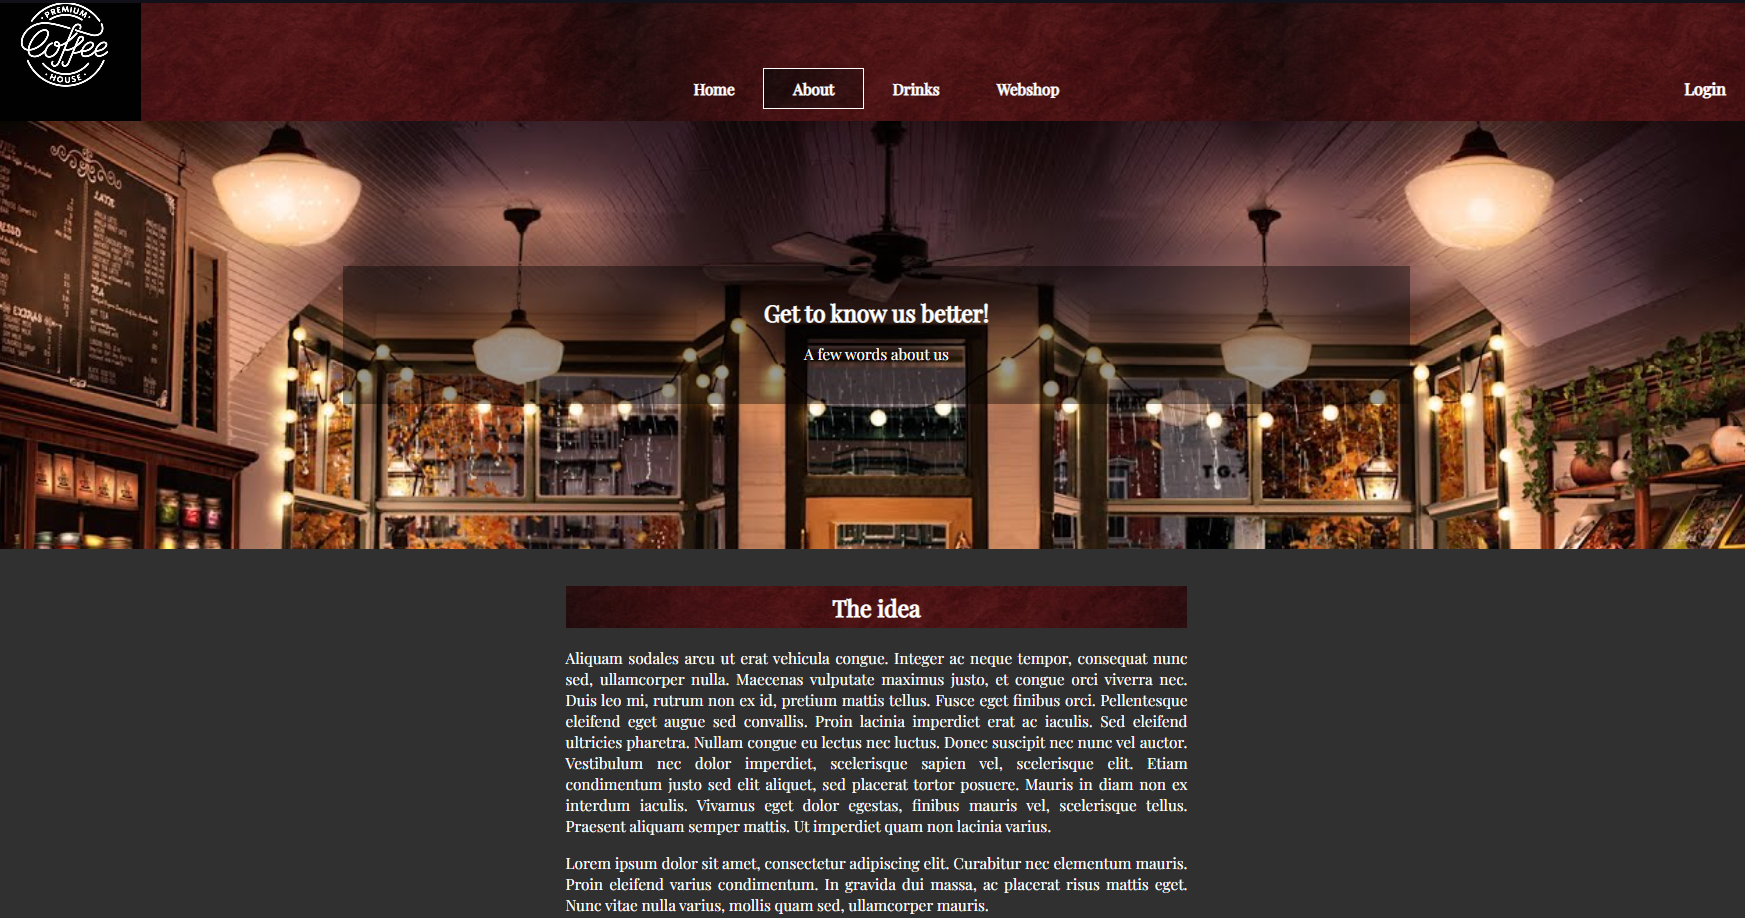 PREMIUM
Coffee
HOUSE
Home
About
Drinks
Webshop
Login
LATTE
TEA
EXTRAS
T.G.
Get to know us better!
A few words about us
The idea
Aliquam sodales arcu ut erat vehicula congue. Integer ac neque tempor, consequat nunc
sed, ullamcorper nulla. Maecenas vulputate maximus justo, et congue orci viverra nec.
Duis leo mi, rutrum non ex id, pretium mattis tellus. Fusce eget finibus orci. Pellentesque
eleifend eget augue sed convallis. Proin lacinia imperdiet erat ac iaculis. Sed eleifend
ultricies pharetra. Nullam congue eu lectus nec luctus. Donec suscipit nec nunc vel auctor.
Vestibulum nec dolor imperdiet, scelerisque sapien vel, scelerisque elit. Etiam
condimentum justo sed elit aliquet, sed placerat tortor posuere. Mauris in diam non ex
interdum iaculis. Vivamus eget dolor egestas, finibus mauris vel, scelerisque tellus.
Praesent aliquam semper mattis. Ut imperdiet quam non lacinia varius.
Lorem ipsum dolor sit amet, consectetur adipiscing elit. Curabitur nec elementum mauris.
Proin eleifend varius condimentum. In gravida dui massa, ac placerat risus mattis eget.
Nunc vitae nulla varius, mollis quam sed, ullamcorper mauris.